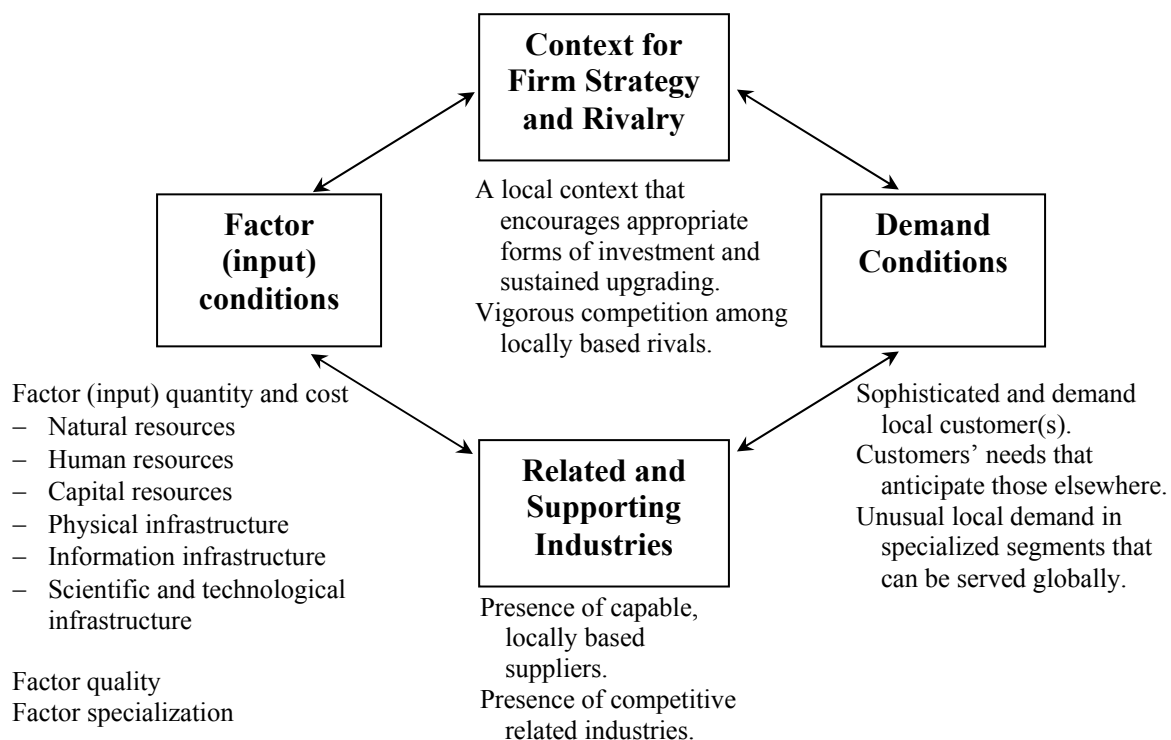 Context for
Firm Strategy
and Rivalry
A local context that
encourages appropriate
forms of investment and
sustained upgrading.
Vigorous competition among
locally based rivals.
Factor
(input)
conditions
Factor (input) quantity and cost
– Natural resources
– Human resources
– Capital resources
– Physical infrastructure
– Information infrastructure
– Scientific and technological
infrastructure
Factor quality
Factor specialization
Demand
Conditions
Sophisticated and demand
local customer(s).
Customers’ needs that
anticipate those elsewhere.
Unusual local demand in
specialized segments that
can be served globally.
Related and
Supporting
Industries
Presence of capable,
locally based
suppliers.
Presence of competitive
related industries.